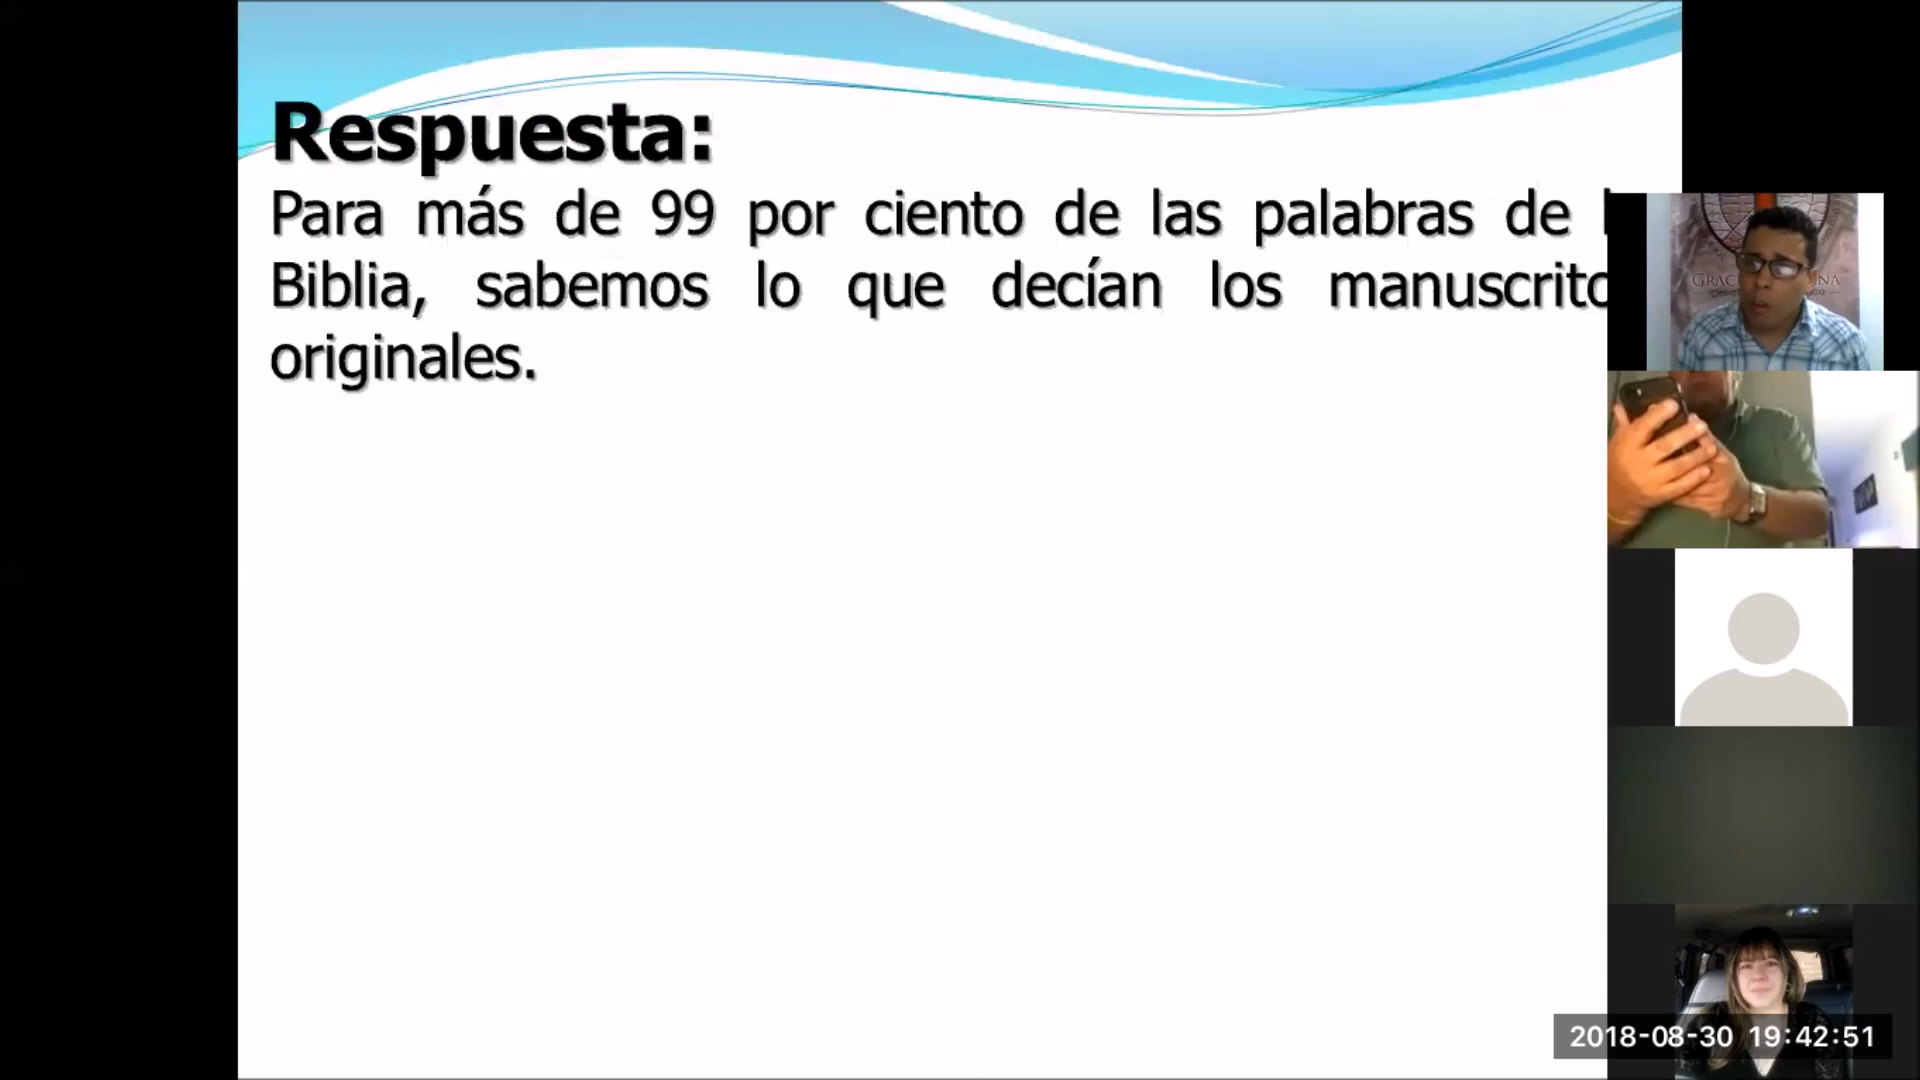 Respuesta:
Para más de 99 por ciento de las palabras de
Biblia, sabemos lo que decían los manuscrito
originales.
2018-08-30 19:42:51